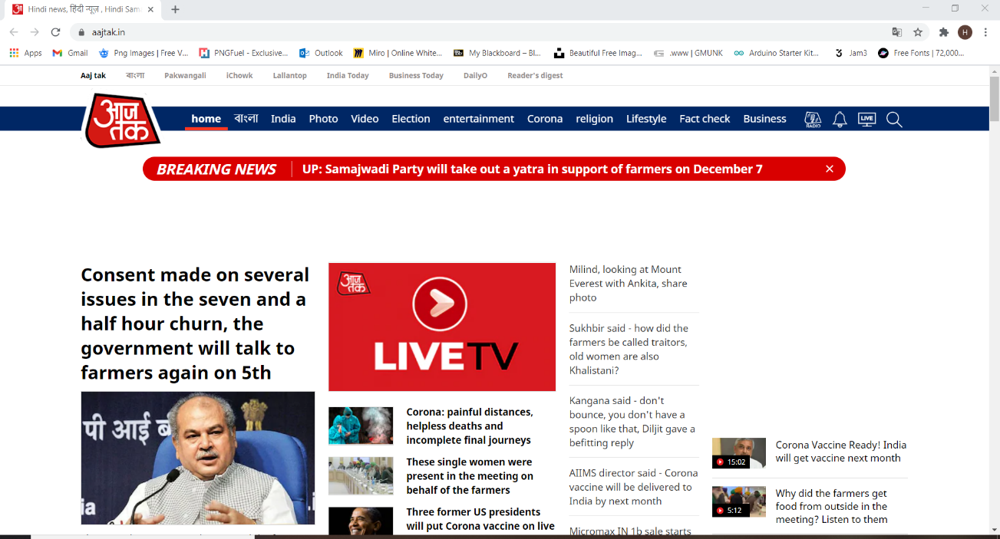 Hindi news, हिंदी न्यूज़ , Hindi Sam
aajtak.in
H
Apps
Gmail
Png Images | Free V...
PNGFuel - Exclusive...
Outlook
Miro | Online White...
My Blackboard – Bl...
Beautiful Free Imag...
.www | GMUNK
Arduino Starter Kit...
Jam3
Free Fonts | 72,000...
Aaj tak বাংলা Pakwangali iChowk Lallantop India Today Business Today DailyO Reader's digest
आज
तक
home বাংলা India Photo Video Election entertainment Corona religion Lifestyle Fact check Business
RADIO
LIVE
BREAKING NEWS UP: Samajwadi Party will take out a yatra in support of farmers on December 7
Consent made on several
issues in the seven and a
half hour churn, the
government will talk to
farmers again on 5th
पी आई ब
ia
आज
तक
LIVE TV
Corona: painful distances,
helpless deaths and
incomplete final journeys
These single women were
present in the meeting on
behalf of the farmers
Three former US presidents
will put Corona vaccine on live
Milind, looking at Mount
Everest with Ankita, share
photo
Sukhbir said - how did the
farmers be called traitors,
old women are also
Khalistani?
Kangana said - don't
bounce, you don't have a
spoon like that, Diljit gave a
befitting reply
AIIMS director said - Corona
vaccine will be delivered to
India by next month
Micromax IN 1b sale starts
15:02
Corona Vaccine Ready! India
will get vaccine next month
5:12
Why did the farmers get
food from outside in the
meeting? Listen to them